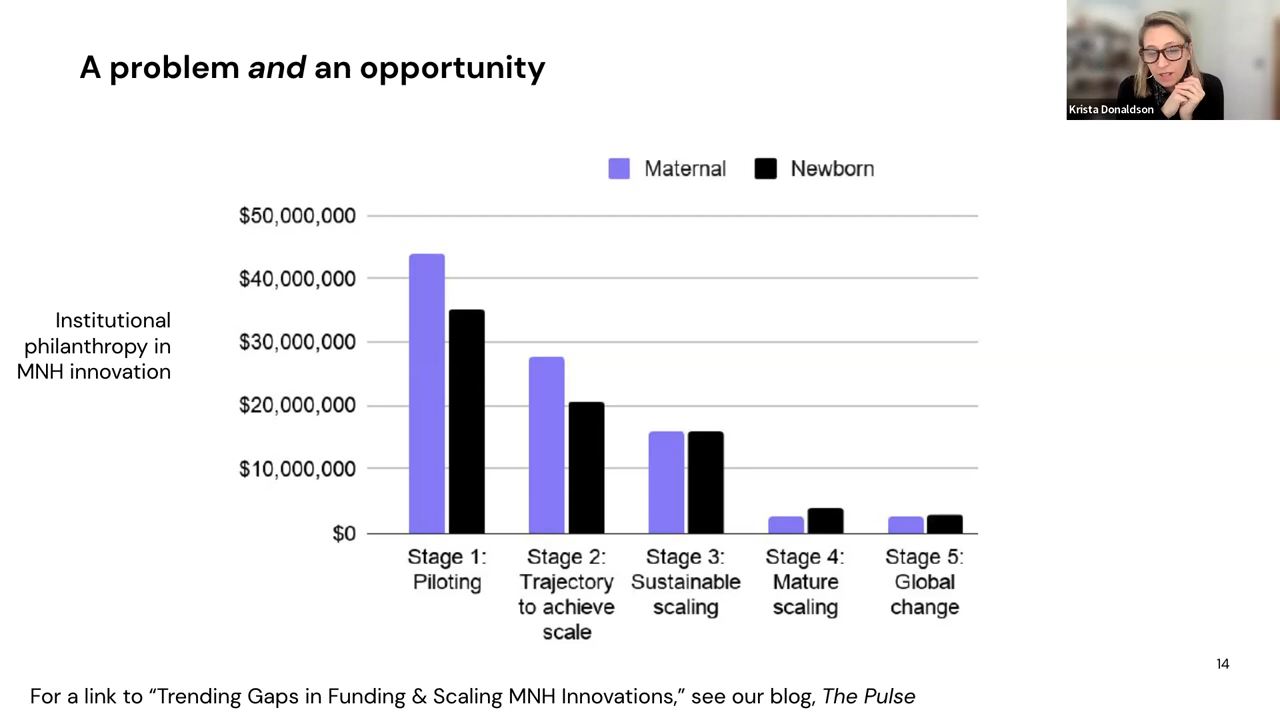 A problem and an opportunity
Krista Donaldson
Maternal
Newborn
$50,000,000
$40,000,000
$30,000,000
$20,000,000
$10,000,000
$0
Institutional
philanthropy in
MNH innovation
Stage 1:
Piloting
Stage 2:
Trajectory
to achieve
scale
Stage 3:
Sustainable
scaling
Stage 4:
Mature
scaling
Stage 5:
Global
change
14
For a link to “Trending Gaps in Funding & Scaling MNH Innovations,” see our blog, The Pulse